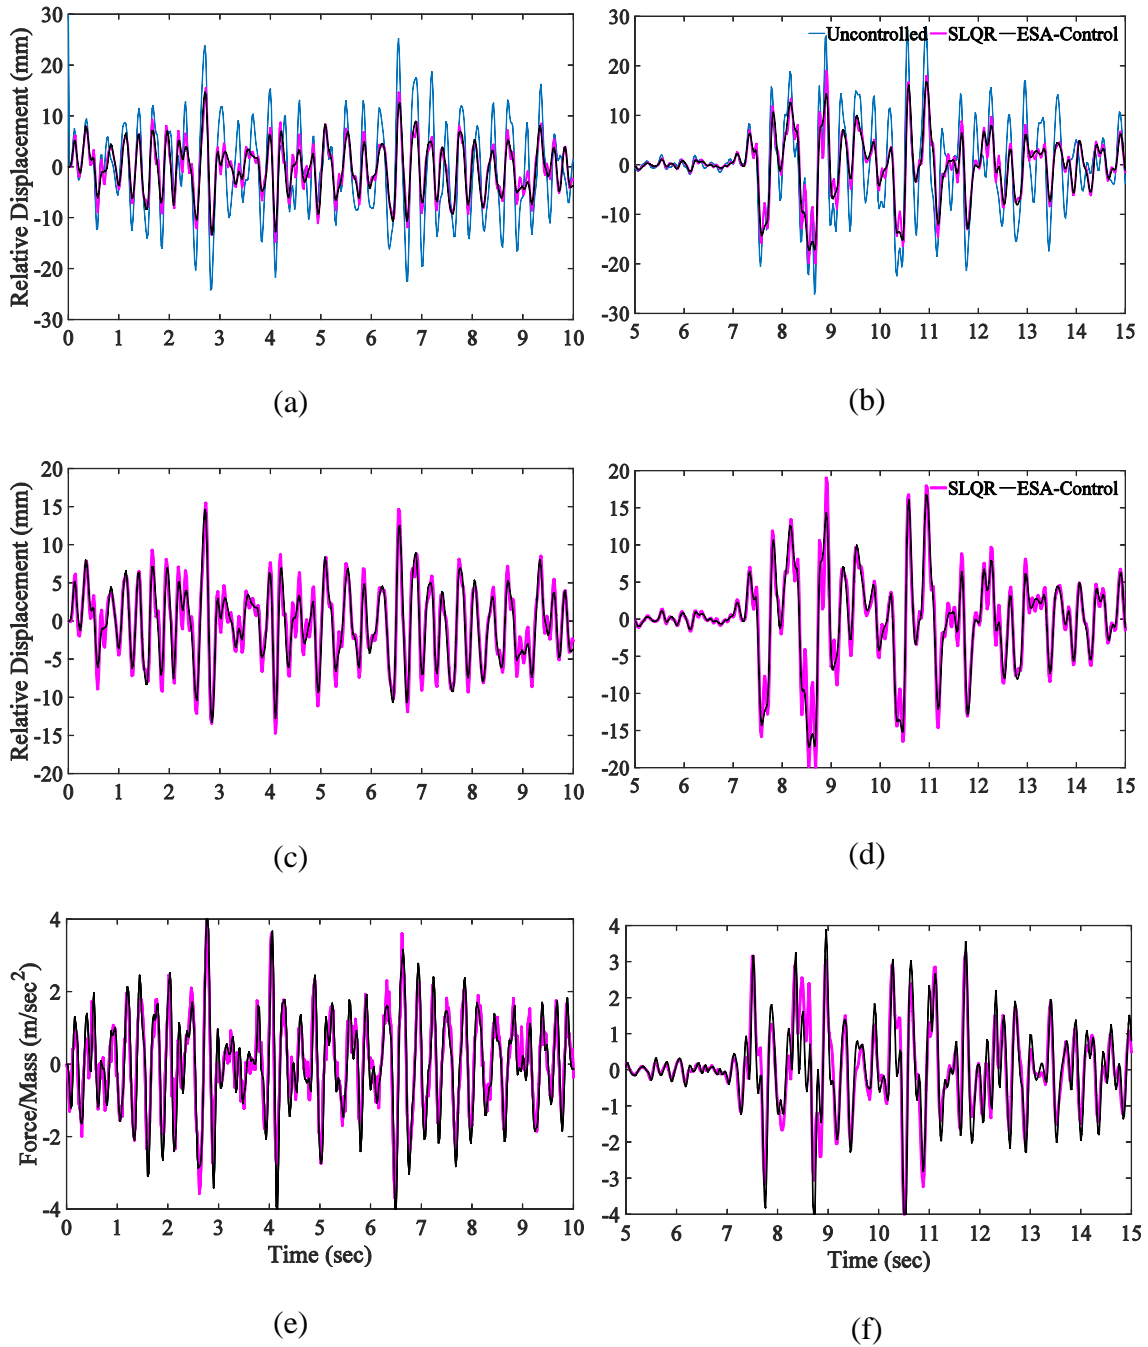 Relative Displacement (mm)
30
20
10
0
-10
-20
-30
0 1 2 3 4 5 6 7 8 9 10
(a)
Uncontrolled SLQR ESA-Control
30
20
10
0
-10
-20
-30
5 6 7 8 9 10 11 12 13 14 15
(b)
Relative Displacement (mm)
20
15
10
5
0
-5
-10
-15
-20
0 1 2 3 4 5 6 7 8 9 10
(c)
SLQR ESA-Control
20
15
10
5
0
-5
-10
-15
-20
5 6 7 8 9 10 11 12 13 14 15
(d)
Force/Mass (m/sec²)
4
2
0
-2
-4
0 1 2 3 4 5 6 7 8 9 10
Time (sec)
(e)
4
3
2
1
0
-1
-2
-3
-4
5 6 7 8 9 10 11 12 13 14 15
Time (sec)
(f)